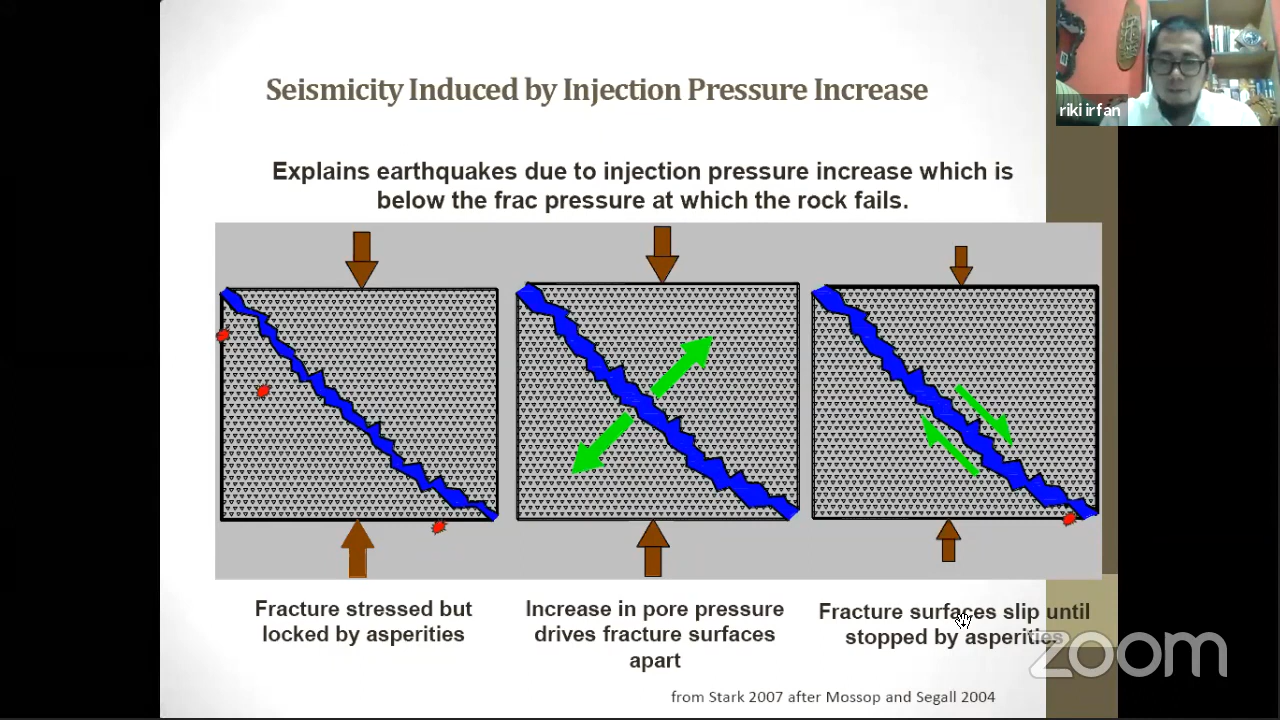 Seismicity Induced by Injection Pressure Increase
riki irfan
Explains earthquakes due to injection pressure increase which is
below the frac pressure at which the rock fails.
Fracture stressed but
locked by asperities
Increase in pore pressure
drives fracture surfaces
apart
Fracture surfaces slip until
stopped by asperities
zoom
from Stark 2007 after Mossop and Segall 2004